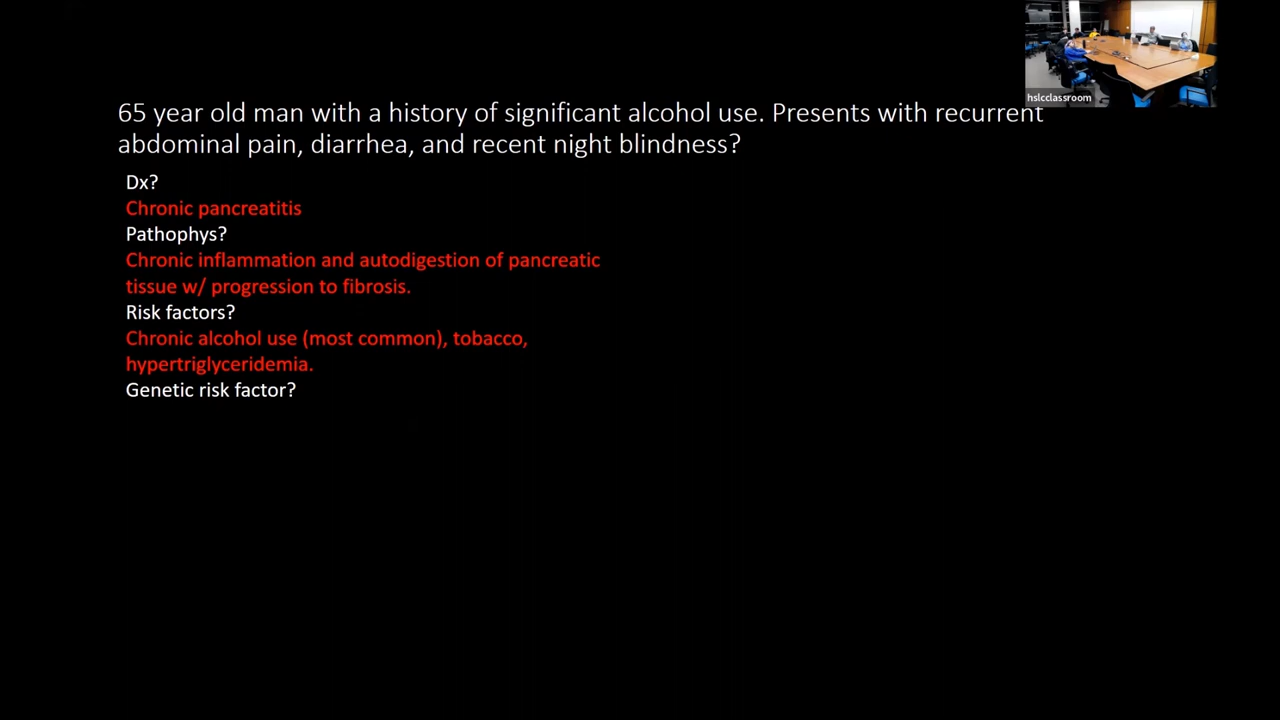 hslcclassroom
65 year old man with a history of significant alcohol use. Presents with recurrent
abdominal pain, diarrhea, and recent night blindness?
Dx?
Chronic pancreatitis
Pathophys?
Chronic inflammation and autodigestion of pancreatic
tissue w/ progression to fibrosis.
Risk factors?
Chronic alcohol use (most common), tobacco,
hypertriglyceridemia.
Genetic risk factor?